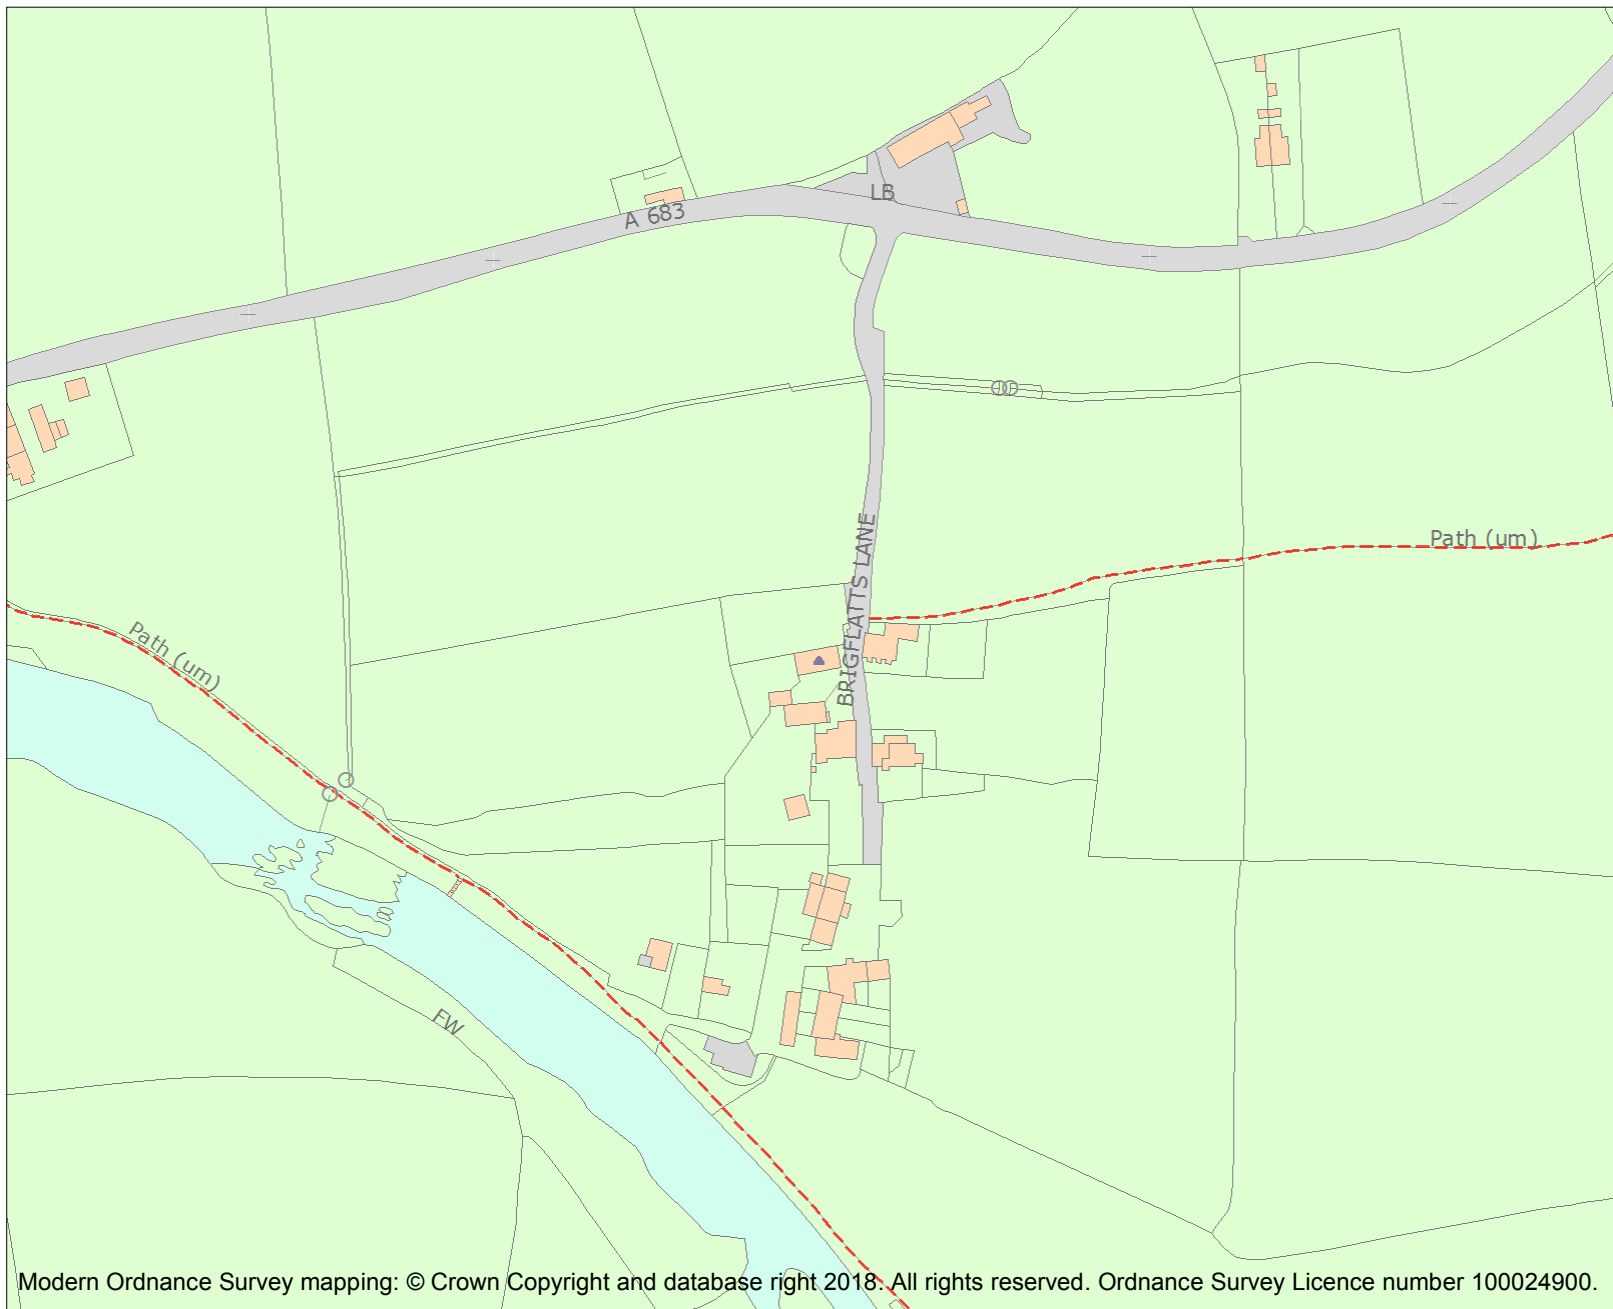 LB
A 683
Path (um)
BRIGFLATTS LANE
Path (um)
FW
Modern Ordnance Survey mapping: © Crown Copyright and database right 2018. All rights reserved. Ordnance Survey Licence number 100024900.